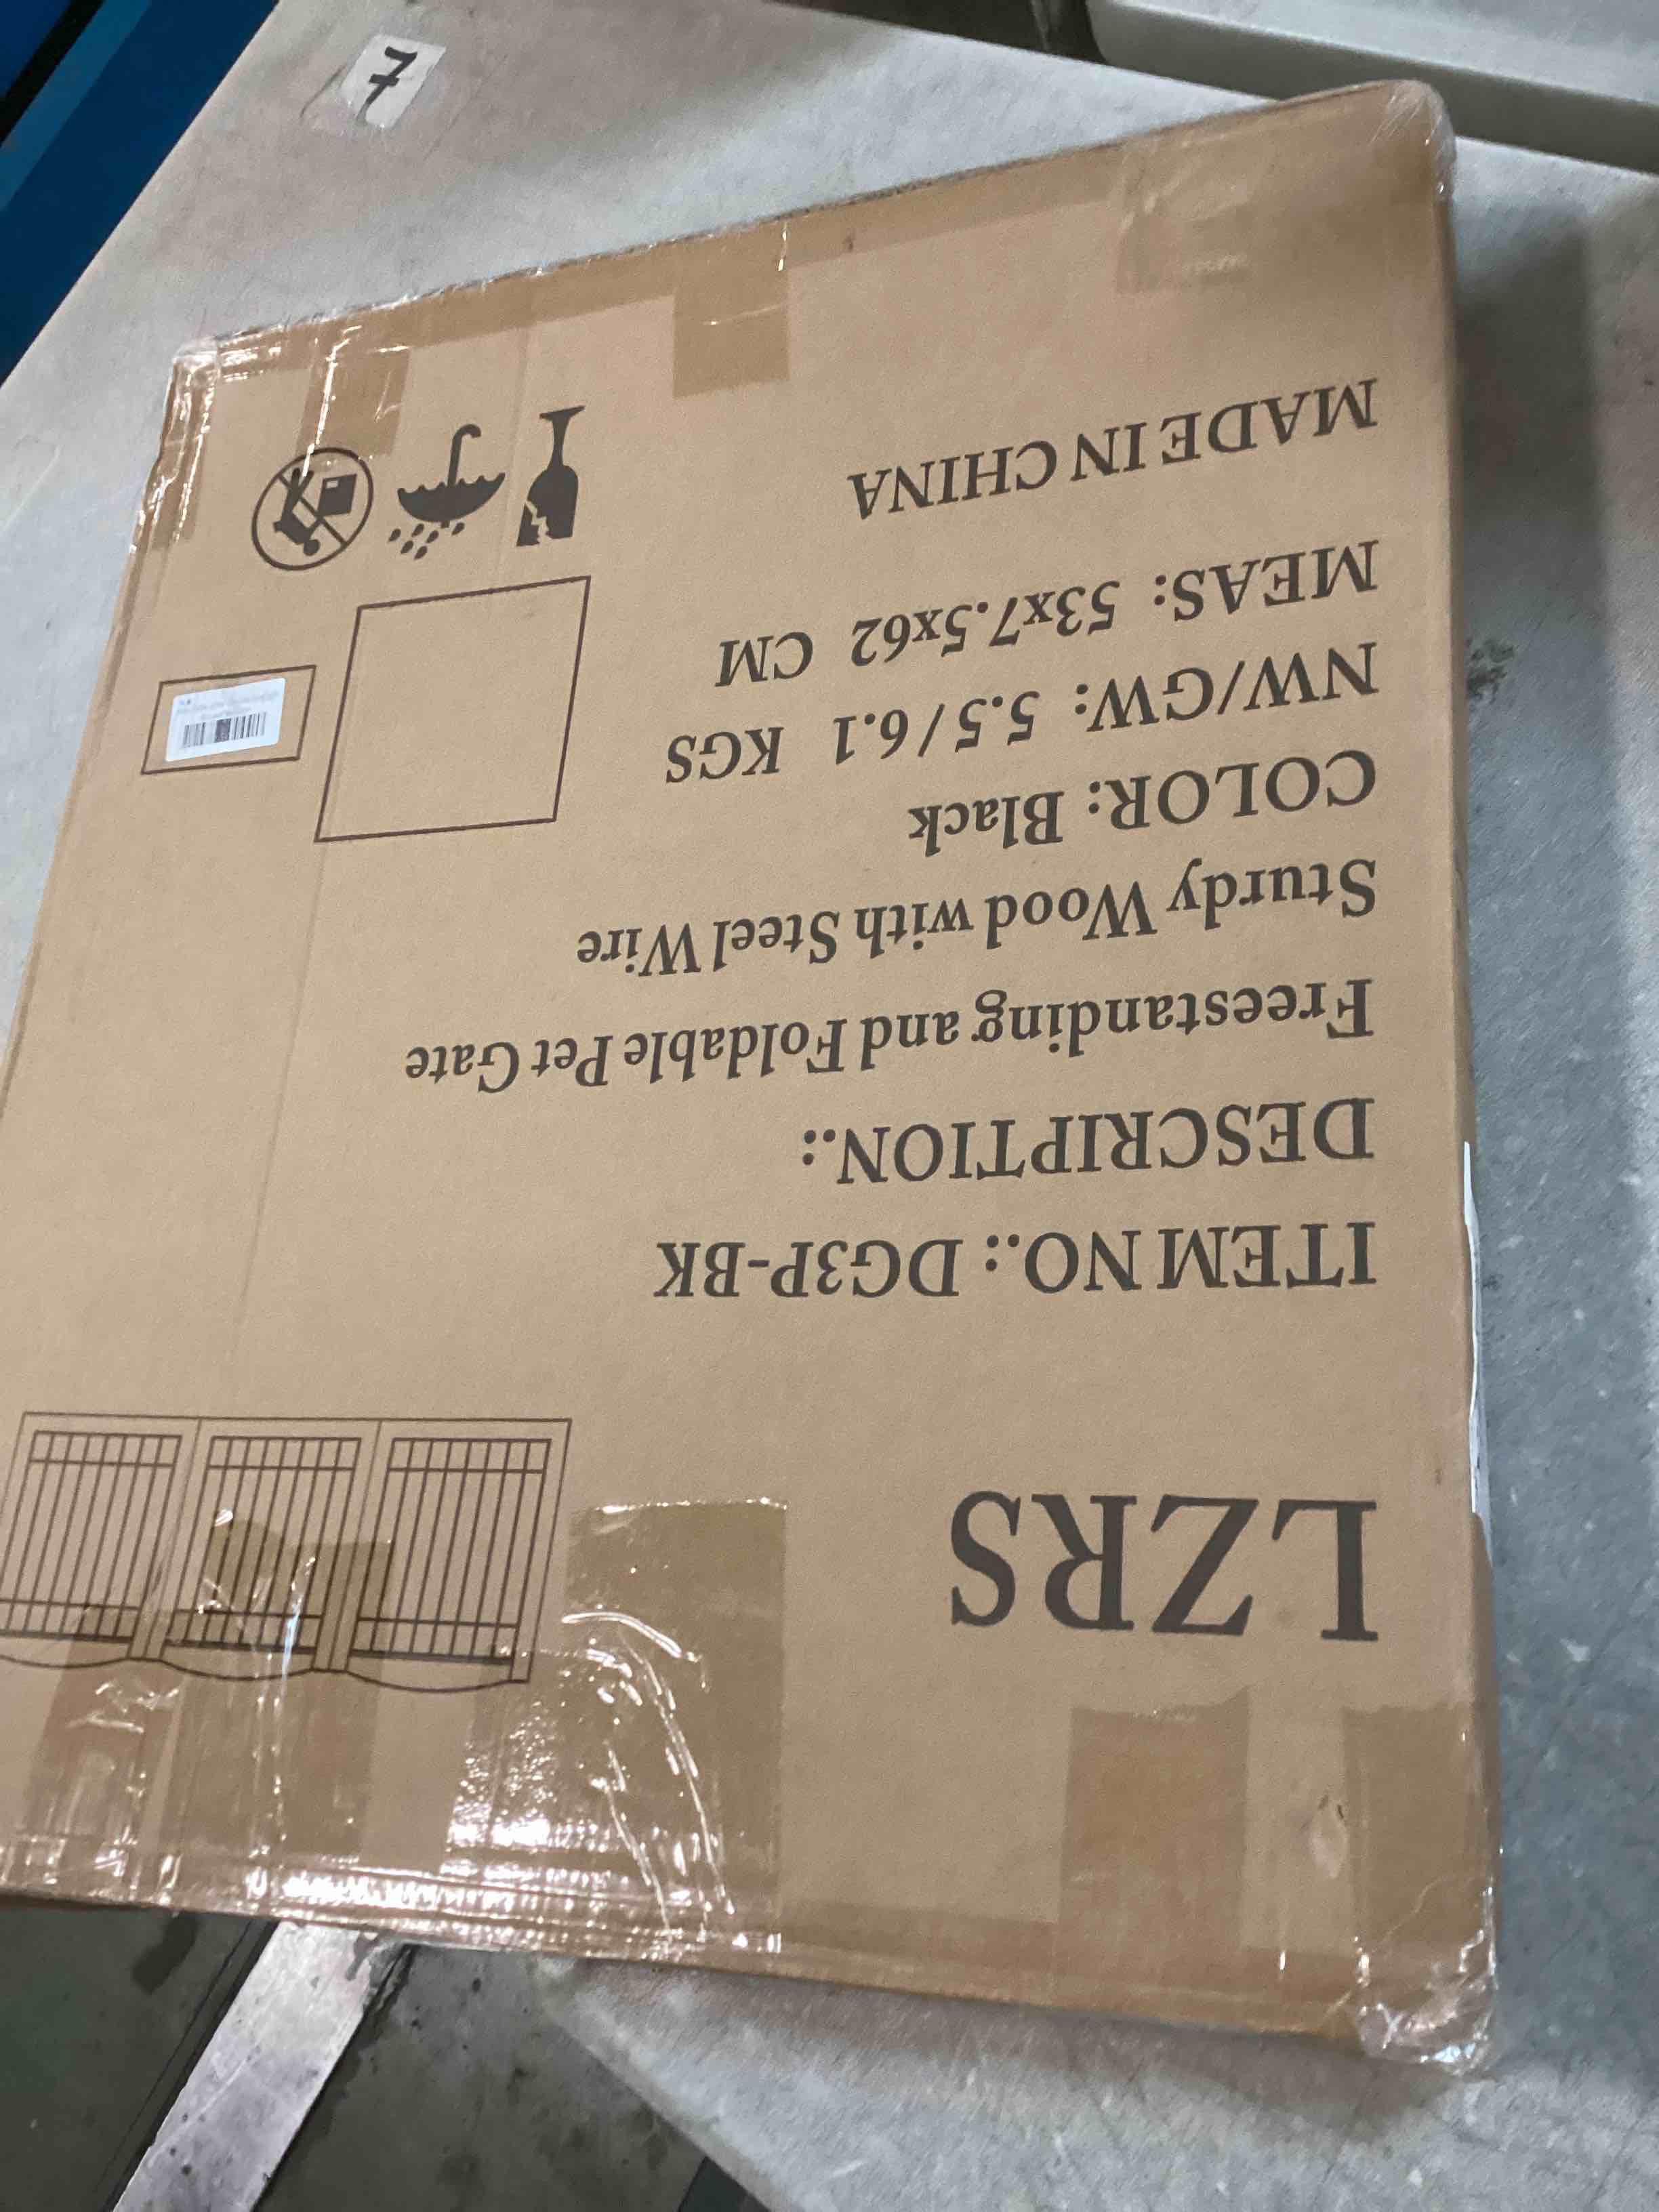 LZRS
ITEM NO.: DG3P-BK
DESCRIPTION.:
Freestanding and Foldable Pet Gate
Sturdy Wood with Steel Wire
COLOR: Black
NW/GW: 5.5/6.1 KGS
MEAS: 53x7.5x62 CM
MADE IN CHINA
7